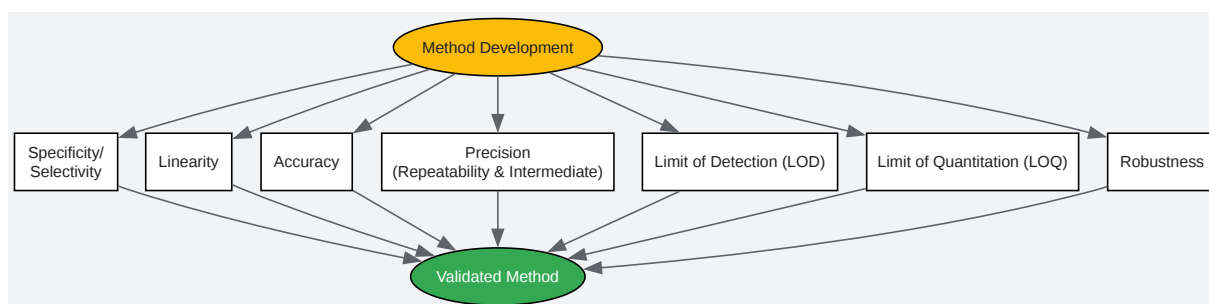 Method Development
Specificity/
Selectivity
Linearity
Accuracy
Precision
(Repeatability & Intermediate)
Limit of Detection (LOD)
Limit of Quantitation (LOQ)
Robustness
Validated Method